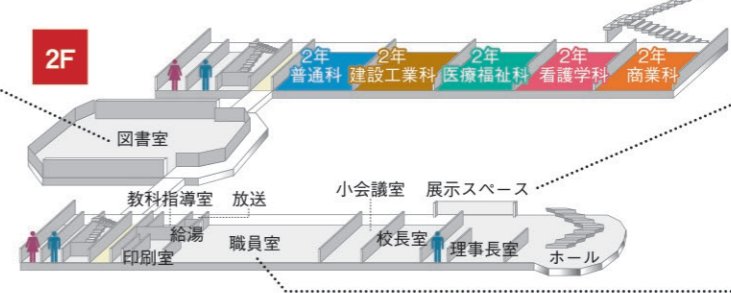 2F
2年
普通科
2年
建設工業科
2年
医療福祉科
2年
看護学科
2年
商業科
図書室
教科指導室
放送
小会議室
展示スペース
給湯
印刷室
職員室
校長室
理事長室
ホール